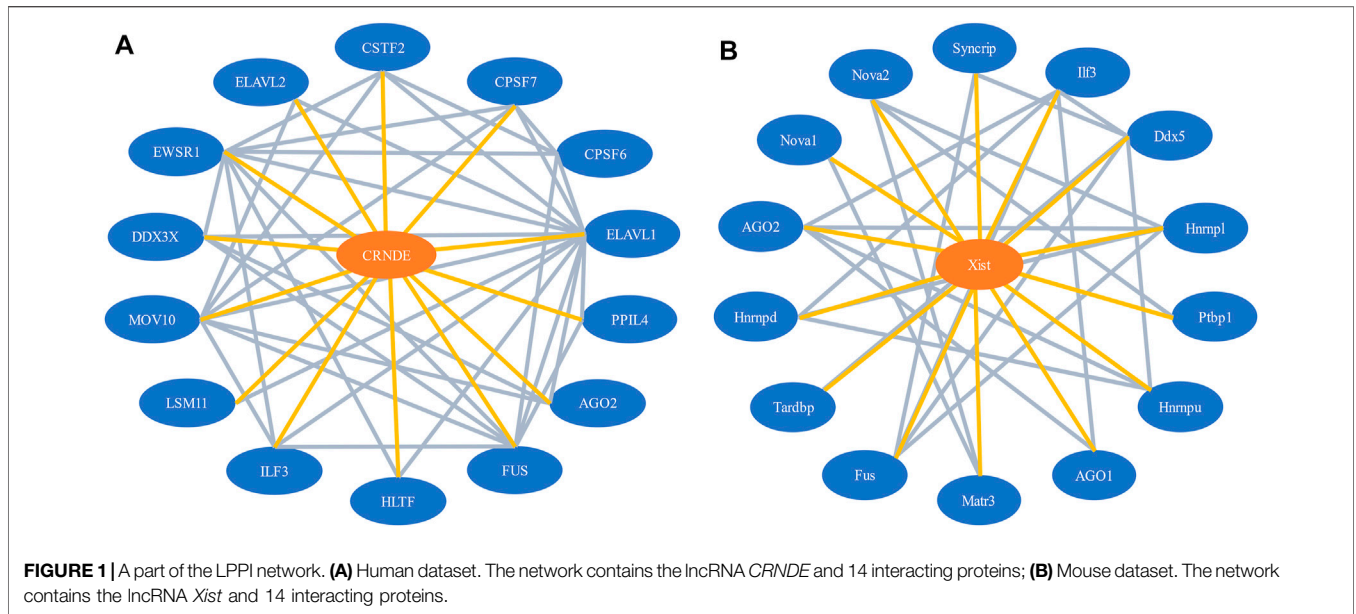 A
CSTF2
CPSF7
CPSF6
ELAVL1
PPIL4
AGO2
FUS
HLTF
ILF3
LSM11
MOV10
DDX3X
EWSR1
ELAVL2
CRNDE
B
Syncrip
Ilf3
Ddx5
Hnrnpl
Ptbp1
Hnrnpu
AGO1
Matr3
Fus
Tardbp
Hnrnpd
AGO2
Nova1
Nova2
Xist
FIGURE 1 | A part of the LPPI network. (A) Human dataset. The network contains the lncRNA CRNDE and 14 interacting proteins; (B) Mouse dataset. The network
contains the lncRNA Xist and 14 interacting proteins.